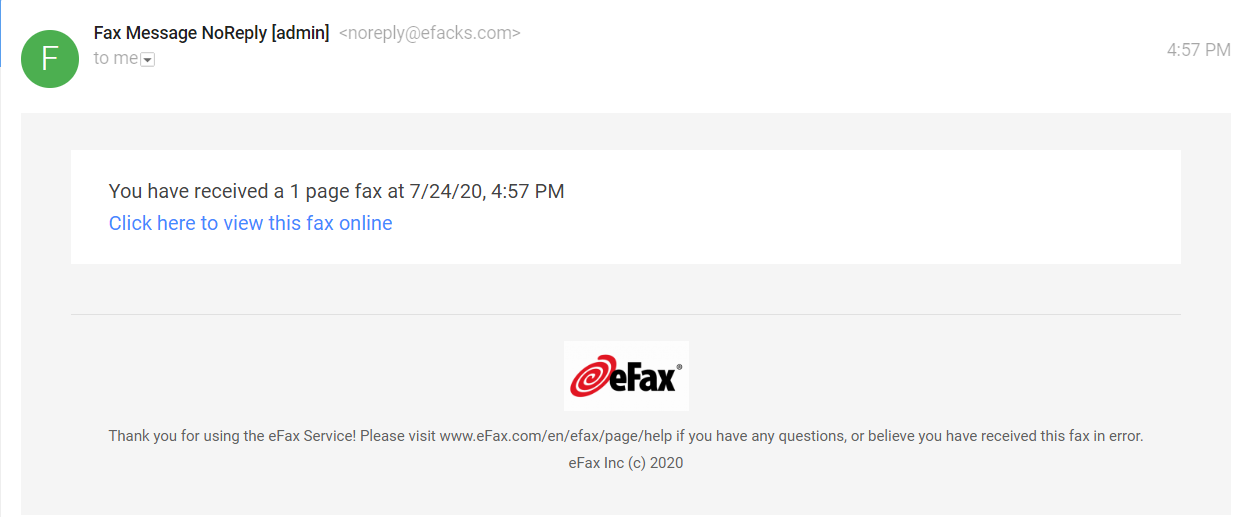 F
Fax Message NoReply [admin] <noreply@efacks.com>
to me
4:57 PM
You have received a 1 page fax at 7/24/20, 4:57 PM
Click here to view this fax online
eFax®
Thank you for using the eFax Service! Please visit www.eFax.com/en/efax/page/help if you have any questions, or believe you have received this fax in error.
eFax Inc (c) 2020